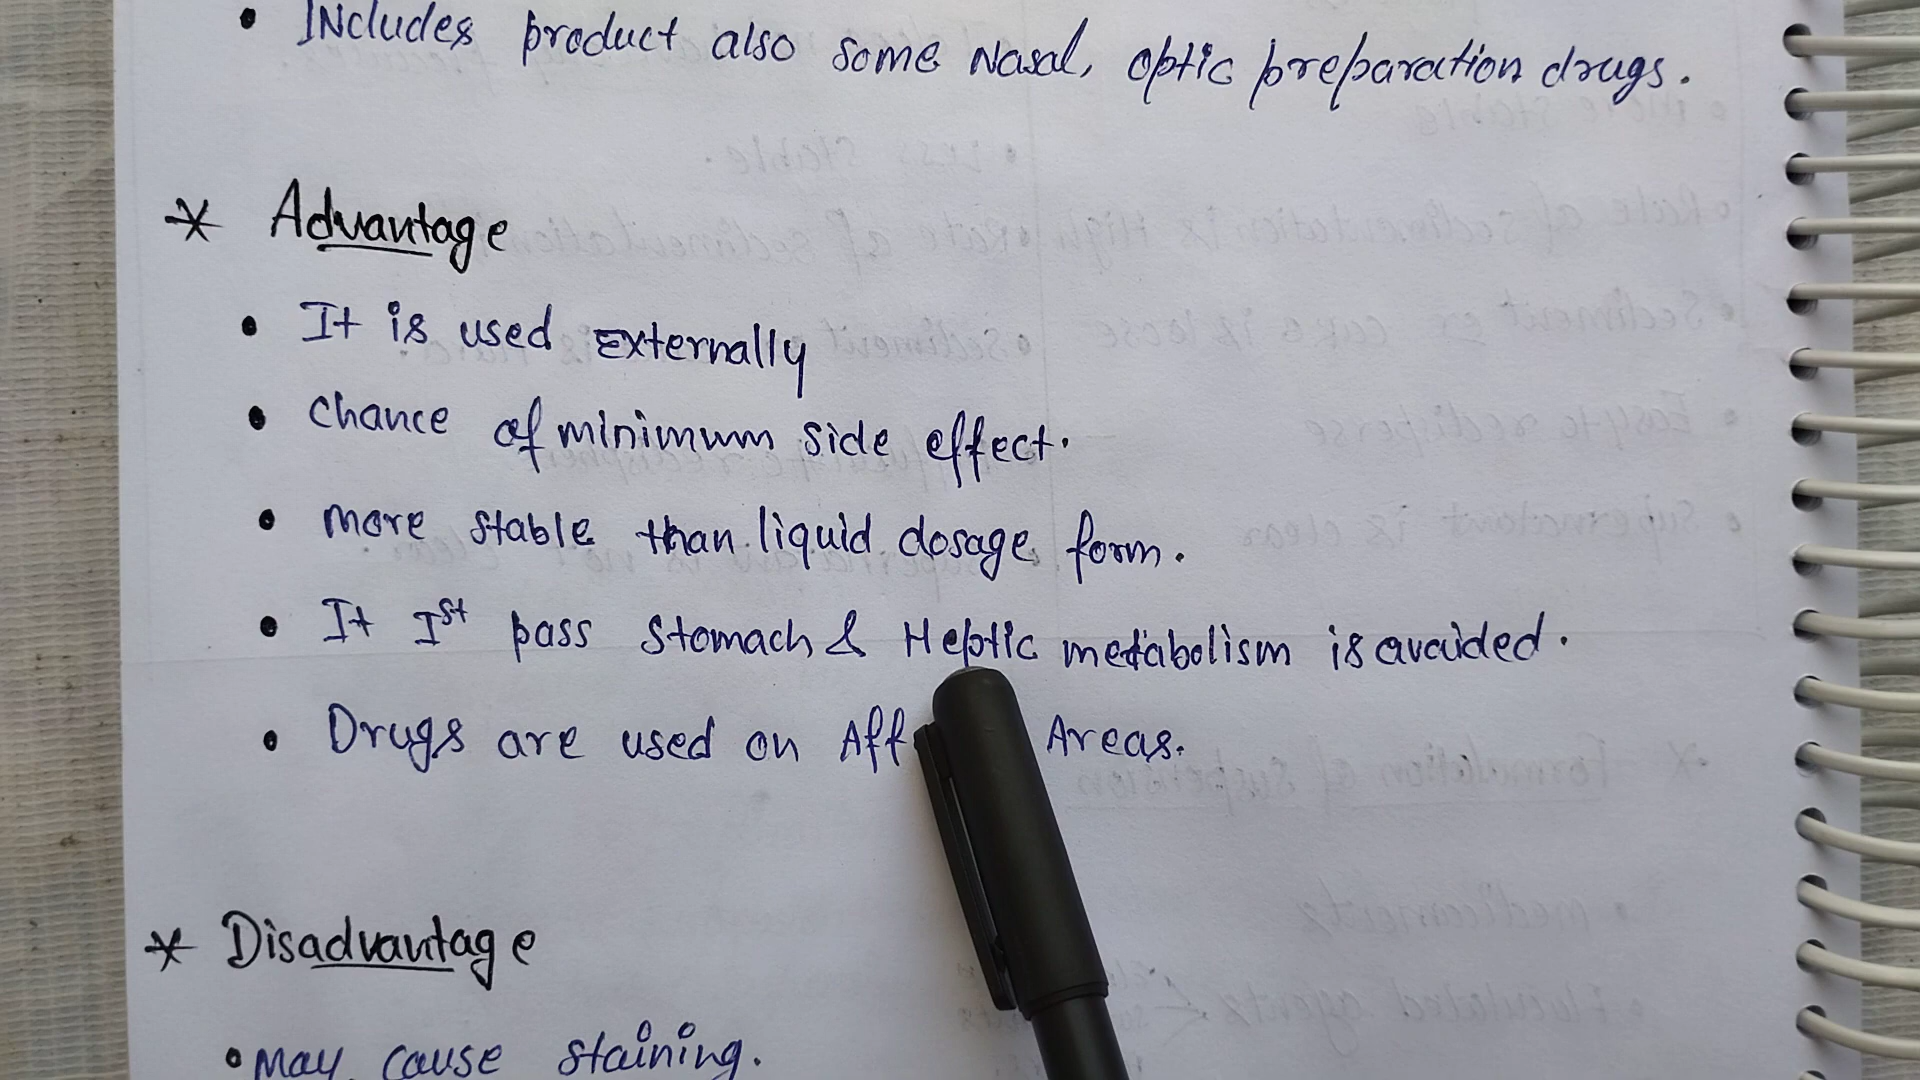 • Includes product also some Nasal, optic preparation drugs.
* Advantage
• It is used Externally
• Chance of minimum side effect.
• more stable than liquid dosage form.
• It Ist pass Stomach & Heptic metabolism is avoided.
• Drugs are used on Aff Areas.
* Disadvantage
• may cause staining.